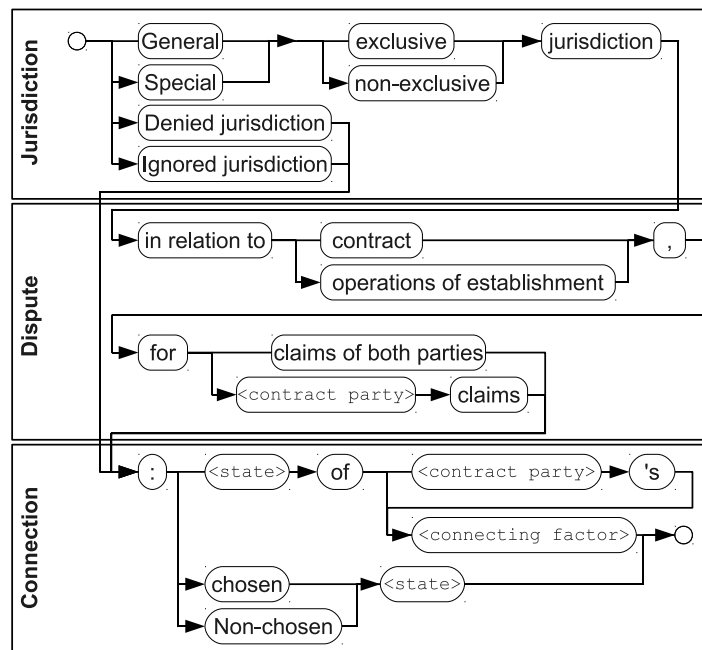 Jurisdiction
General
exclusive
jurisdiction
Special
non-exclusive
Denied jurisdiction
Ignored jurisdiction
Dispute
in relation to
contract
,
operations of establishment
for
claims of both parties
<contract party>
claims
Connection
:
<state>
of
<contract party>
's
<connecting factor>
chosen
<state>
Non-chosen